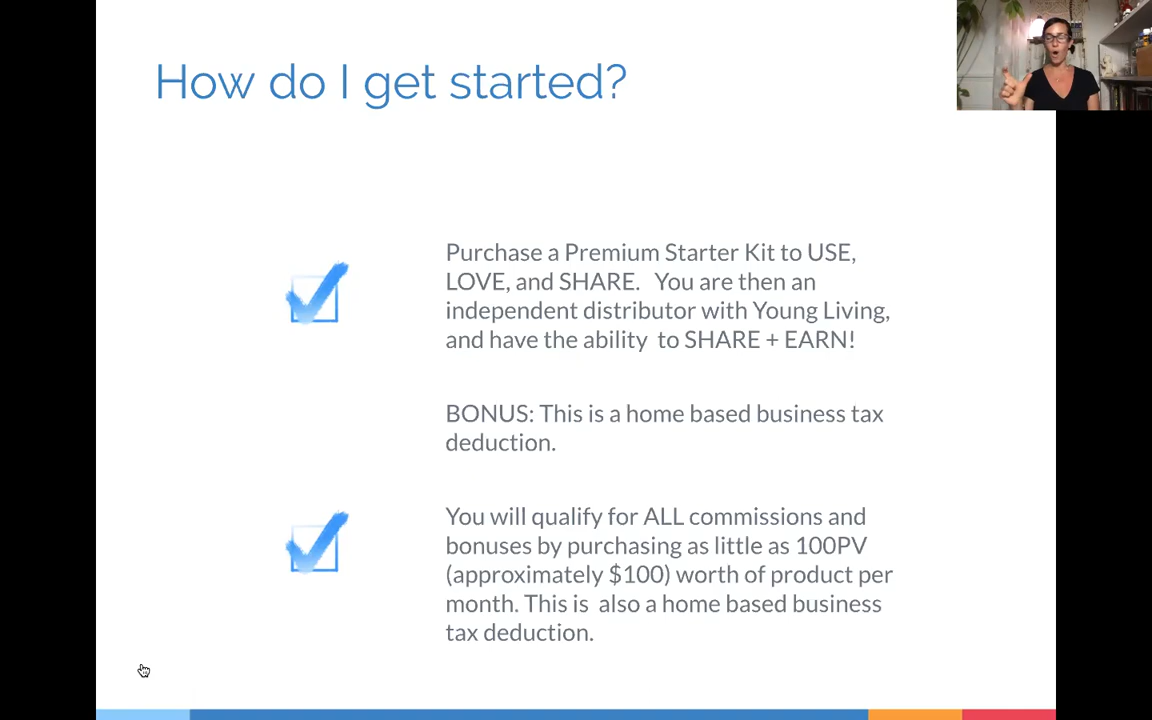 How do I get started?
Purchase a Premium Starter Kit to USE,
LOVE, and SHARE.   You are then an
independent distributor with Young Living,
and have the ability  to SHARE + EARN!
BONUS: This is a home based business tax
deduction.
You will qualify for ALL commissions and
bonuses by purchasing as little as 100PV
(approximately $100) worth of product per
month. This is  also a home based business
tax deduction.